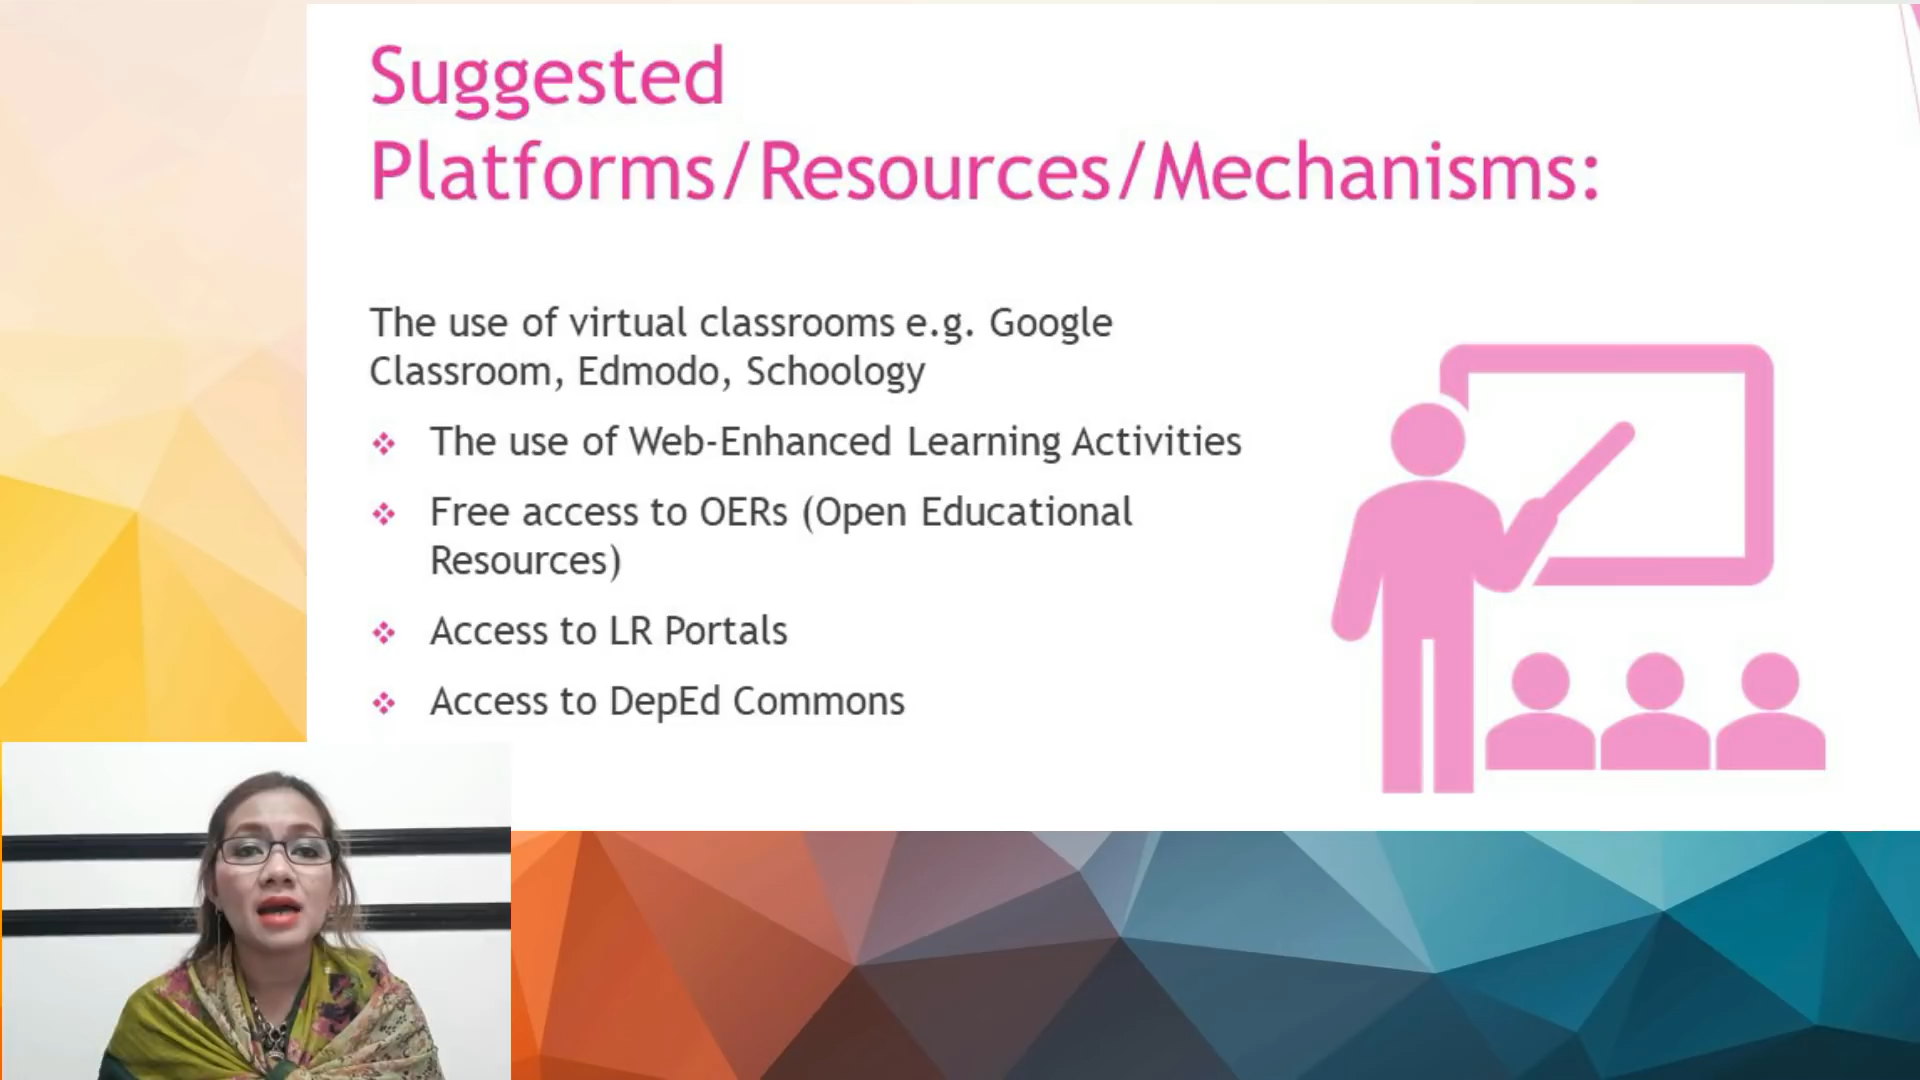 Suggested
Platforms/Resources/Mechanisms:
The use of virtual classrooms e.g. Google
Classroom, Edmodo, Schoology
The use of Web-Enhanced Learning Activities
Free access to OERs (Open Educational
Resources)
Access to LR Portals
Access to DepEd Commons